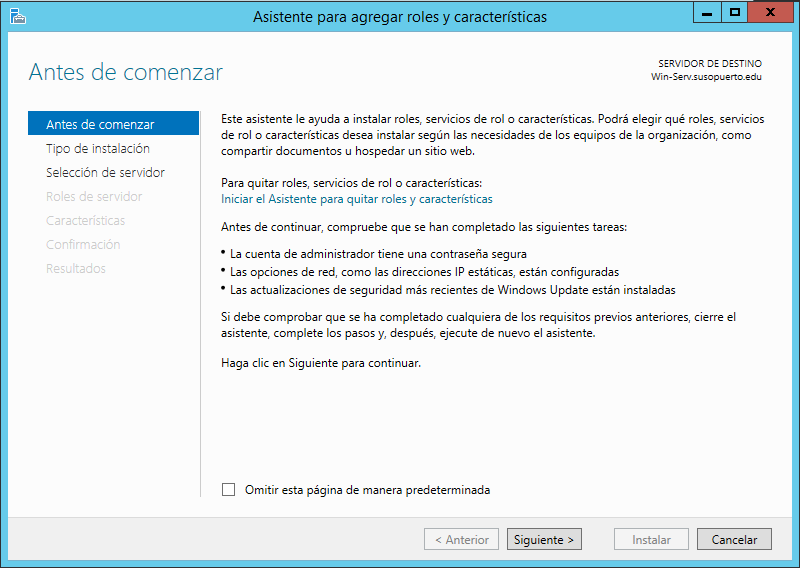 Asistente para agregar roles y características
Antes de comenzar
SERVIDOR DE DESTINO
Win-Serv.susopuerto.edu
Antes de comenzar
Tipo de instalación
Selección de servidor
Roles de servidor
Características
Confirmación
Resultados
Este asistente le ayuda a instalar roles, servicios de rol o características. Podrá elegir qué roles, servicios
de rol o características desea instalar según las necesidades de los equipos de la organización, como
compartir documentos u hospedar un sitio web.
Para quitar roles, servicios de rol o características:
Iniciar el Asistente para quitar roles y características
Antes de continuar, compruebe que se han completado las siguientes tareas:
• La cuenta de administrador tiene una contraseña segura
• Las opciones de red, como las direcciones IP estáticas, están configuradas
• Las actualizaciones de seguridad más recientes de Windows Update están instaladas
Si debe comprobar que se ha completado cualquiera de los requisitos previos anteriores, cierre el
asistente, complete los pasos y, después, ejecute de nuevo el asistente.
Haga clic en Siguiente para continuar.
Omitir esta página de manera predeterminada
< Anterior
Siguiente >
Instalar
Cancelar